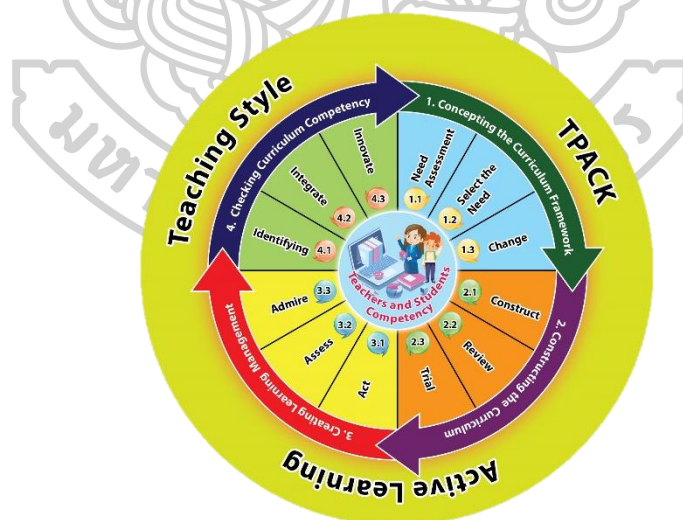 Teaching Style
TPACK
Active Learning
1. Concepting the Curriculum Framework
1.1
Need
Assessment
1.2
Select the
Need
1.3
Change
2. Constructing the Curriculum
2.1
Construct
2.2
Review
2.3
Trial
3. Creating Learning Management
3.1
Act
3.2
Assess
3.3
Admire
4. Checking Curriculum Competency
4.1
Identifying
4.2
Integrate
4.3
Innovate
Teachers and Students
Competency